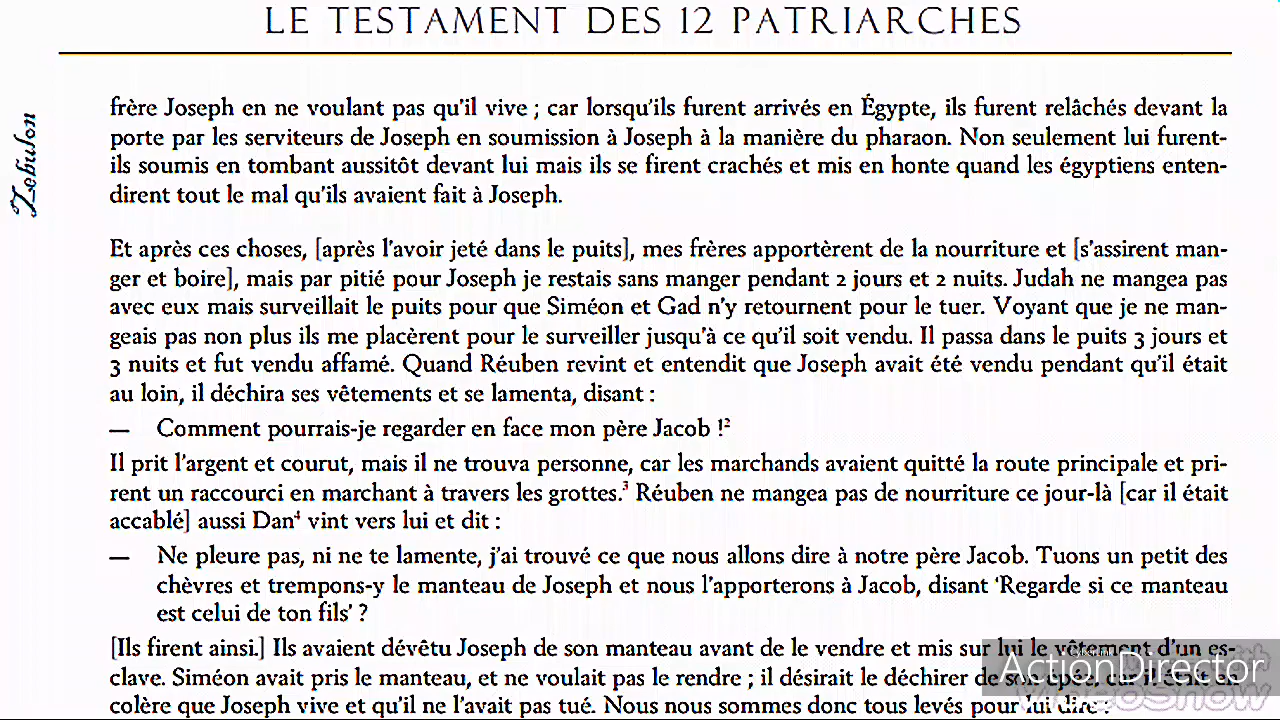 LE TESTAMENT DES 12 PATRIARCHES
Zebulon
frère Joseph en ne voulant pas qu'il vive ; car lorsqu'ils furent arrivés en Égypte, ils furent relâchés devant la
porte par les serviteurs de Joseph en soumission à Joseph à la manière du pharaon. Non seulement lui furent-
ils soumis en tombant aussitôt devant lui mais ils se firent crachés et mis en honte quand les égyptiens enten-
dirent tout le mal qu'ils avaient fait à Joseph.
Et après ces choses, [après l'avoir jeté dans le puits], mes frères apportèrent de la nourriture et [s'assirent man-
ger et boire], mais par pitié pour Joseph je restais sans manger pendant 2 jours et 2 nuits. Judah ne mangea pas
avec eux mais surveillait le puits pour que Siméon et Gad n'y retournent pour le tuer. Voyant que je ne man-
geais pas non plus ils me placèrent pour le surveiller jusqu'à ce qu'il soit vendu. Il passa dans le puits 3 jours et
3 nuits et fut vendu affamé. Quand Réuben revint et entendit que Joseph avait été vendu pendant qu'il était
au loin, il déchira ses vêtements et se lamenta, disant :
— Comment pourrais-je regarder en face mon père Jacob !²
Il prit l'argent et courut, mais il ne trouva personne, car les marchands avaient quitté la route principale et pri-
rent un raccourci en marchant à travers les grottes.³ Réuben ne mangea pas de nourriture ce jour-là [car il était
accablé] aussi Dan⁴ vint vers lui et dit :
— Ne pleure pas, ni ne te lamente, j'ai trouvé ce que nous allons dire à notre père Jacob. Tuons un petit des
chèvres et trempons-y le manteau de Joseph et nous l'apporterons à Jacob, disant 'Regarde si ce manteau
est celui de ton fils' ?
[Ils firent ainsi.] Ils avaient dévêtu Joseph de son manteau avant de le vendre et mis sur lui le vêtement d'un es-
clave. Siméon avait pris le manteau, et ne voulait pas le rendre ; il désirait le déchirer de son épée, car il était en
colère que Joseph vive et qu'il ne l'avait pas tué. Nous nous sommes donc tous levés pour lui dire :
ActionDirector
VideoShow